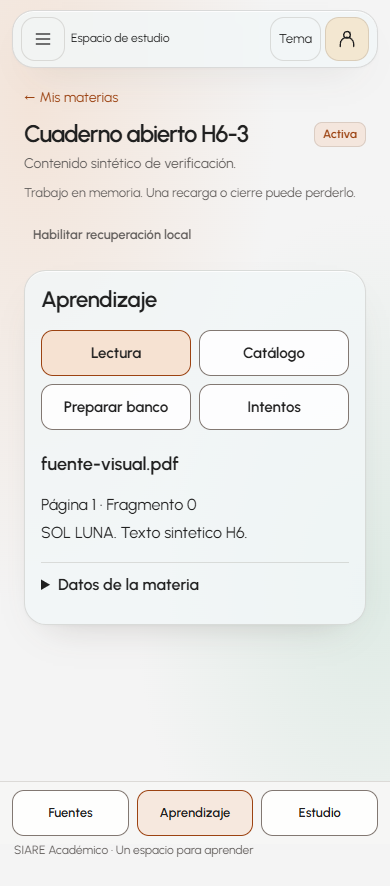 Espacio de estudio
Tema
← Mis materias
Cuaderno abierto H6-3
Activa
Contenido sintético de verificación.
Trabajo en memoria. Una recarga o cierre puede perderlo.
Habilitar recuperación local
Aprendizaje
Lectura
Catálogo
Preparar banco
Intentos
fuente-visual.pdf
Página 1 · Fragmento 0
SOL LUNA. Texto sintetico H6.
Datos de la materia
Fuentes
Aprendizaje
Estudio
SIARE Académico · Un espacio para aprender